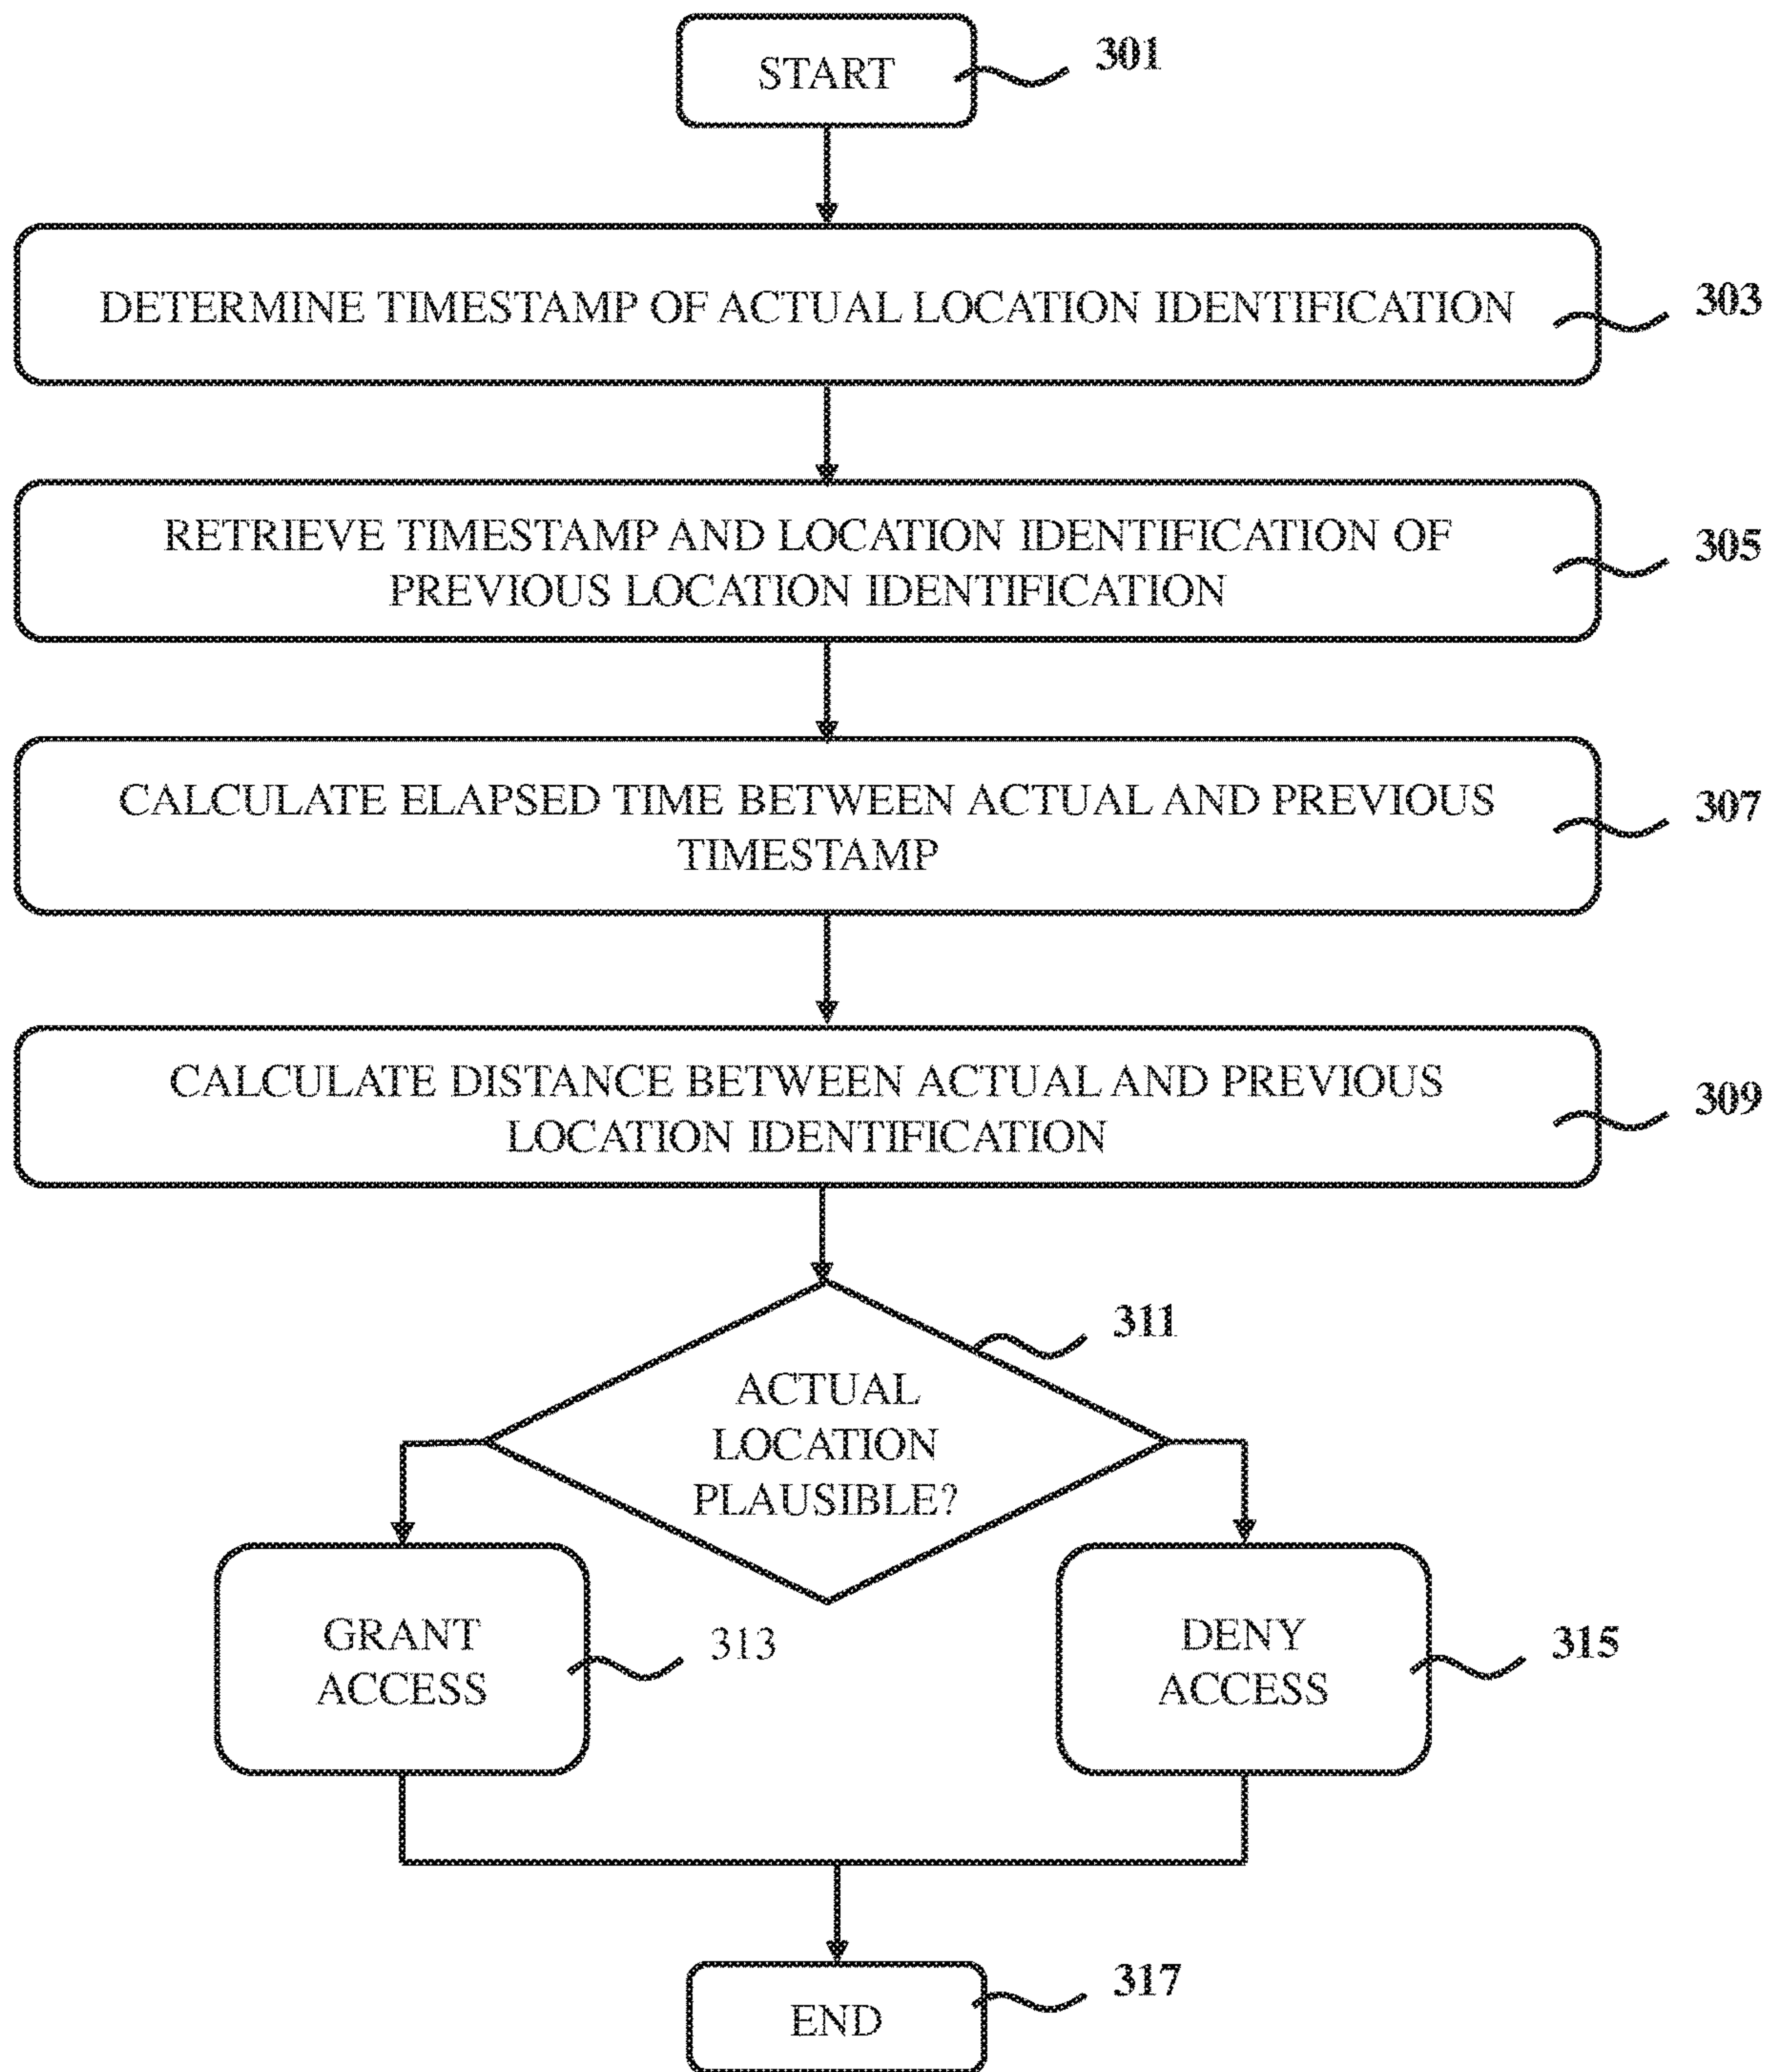 START
301
DETERMINE TIMESTAMP OF ACTUAL LOCATION IDENTIFICATION
303
RETRIEVE TIMESTAMP AND LOCATION IDENTIFICATION OF
PREVIOUS LOCATION IDENTIFICATION
305
CALCULATE ELAPSED TIME BETWEEN ACTUAL AND PREVIOUS
TIMESTAMP
307
CALCULATE DISTANCE BETWEEN ACTUAL AND PREVIOUS
LOCATION IDENTIFICATION
309
311
ACTUAL
LOCATION
PLAUSIBLE?
GRANT
ACCESS
313
DENY
ACCESS
315
END
317